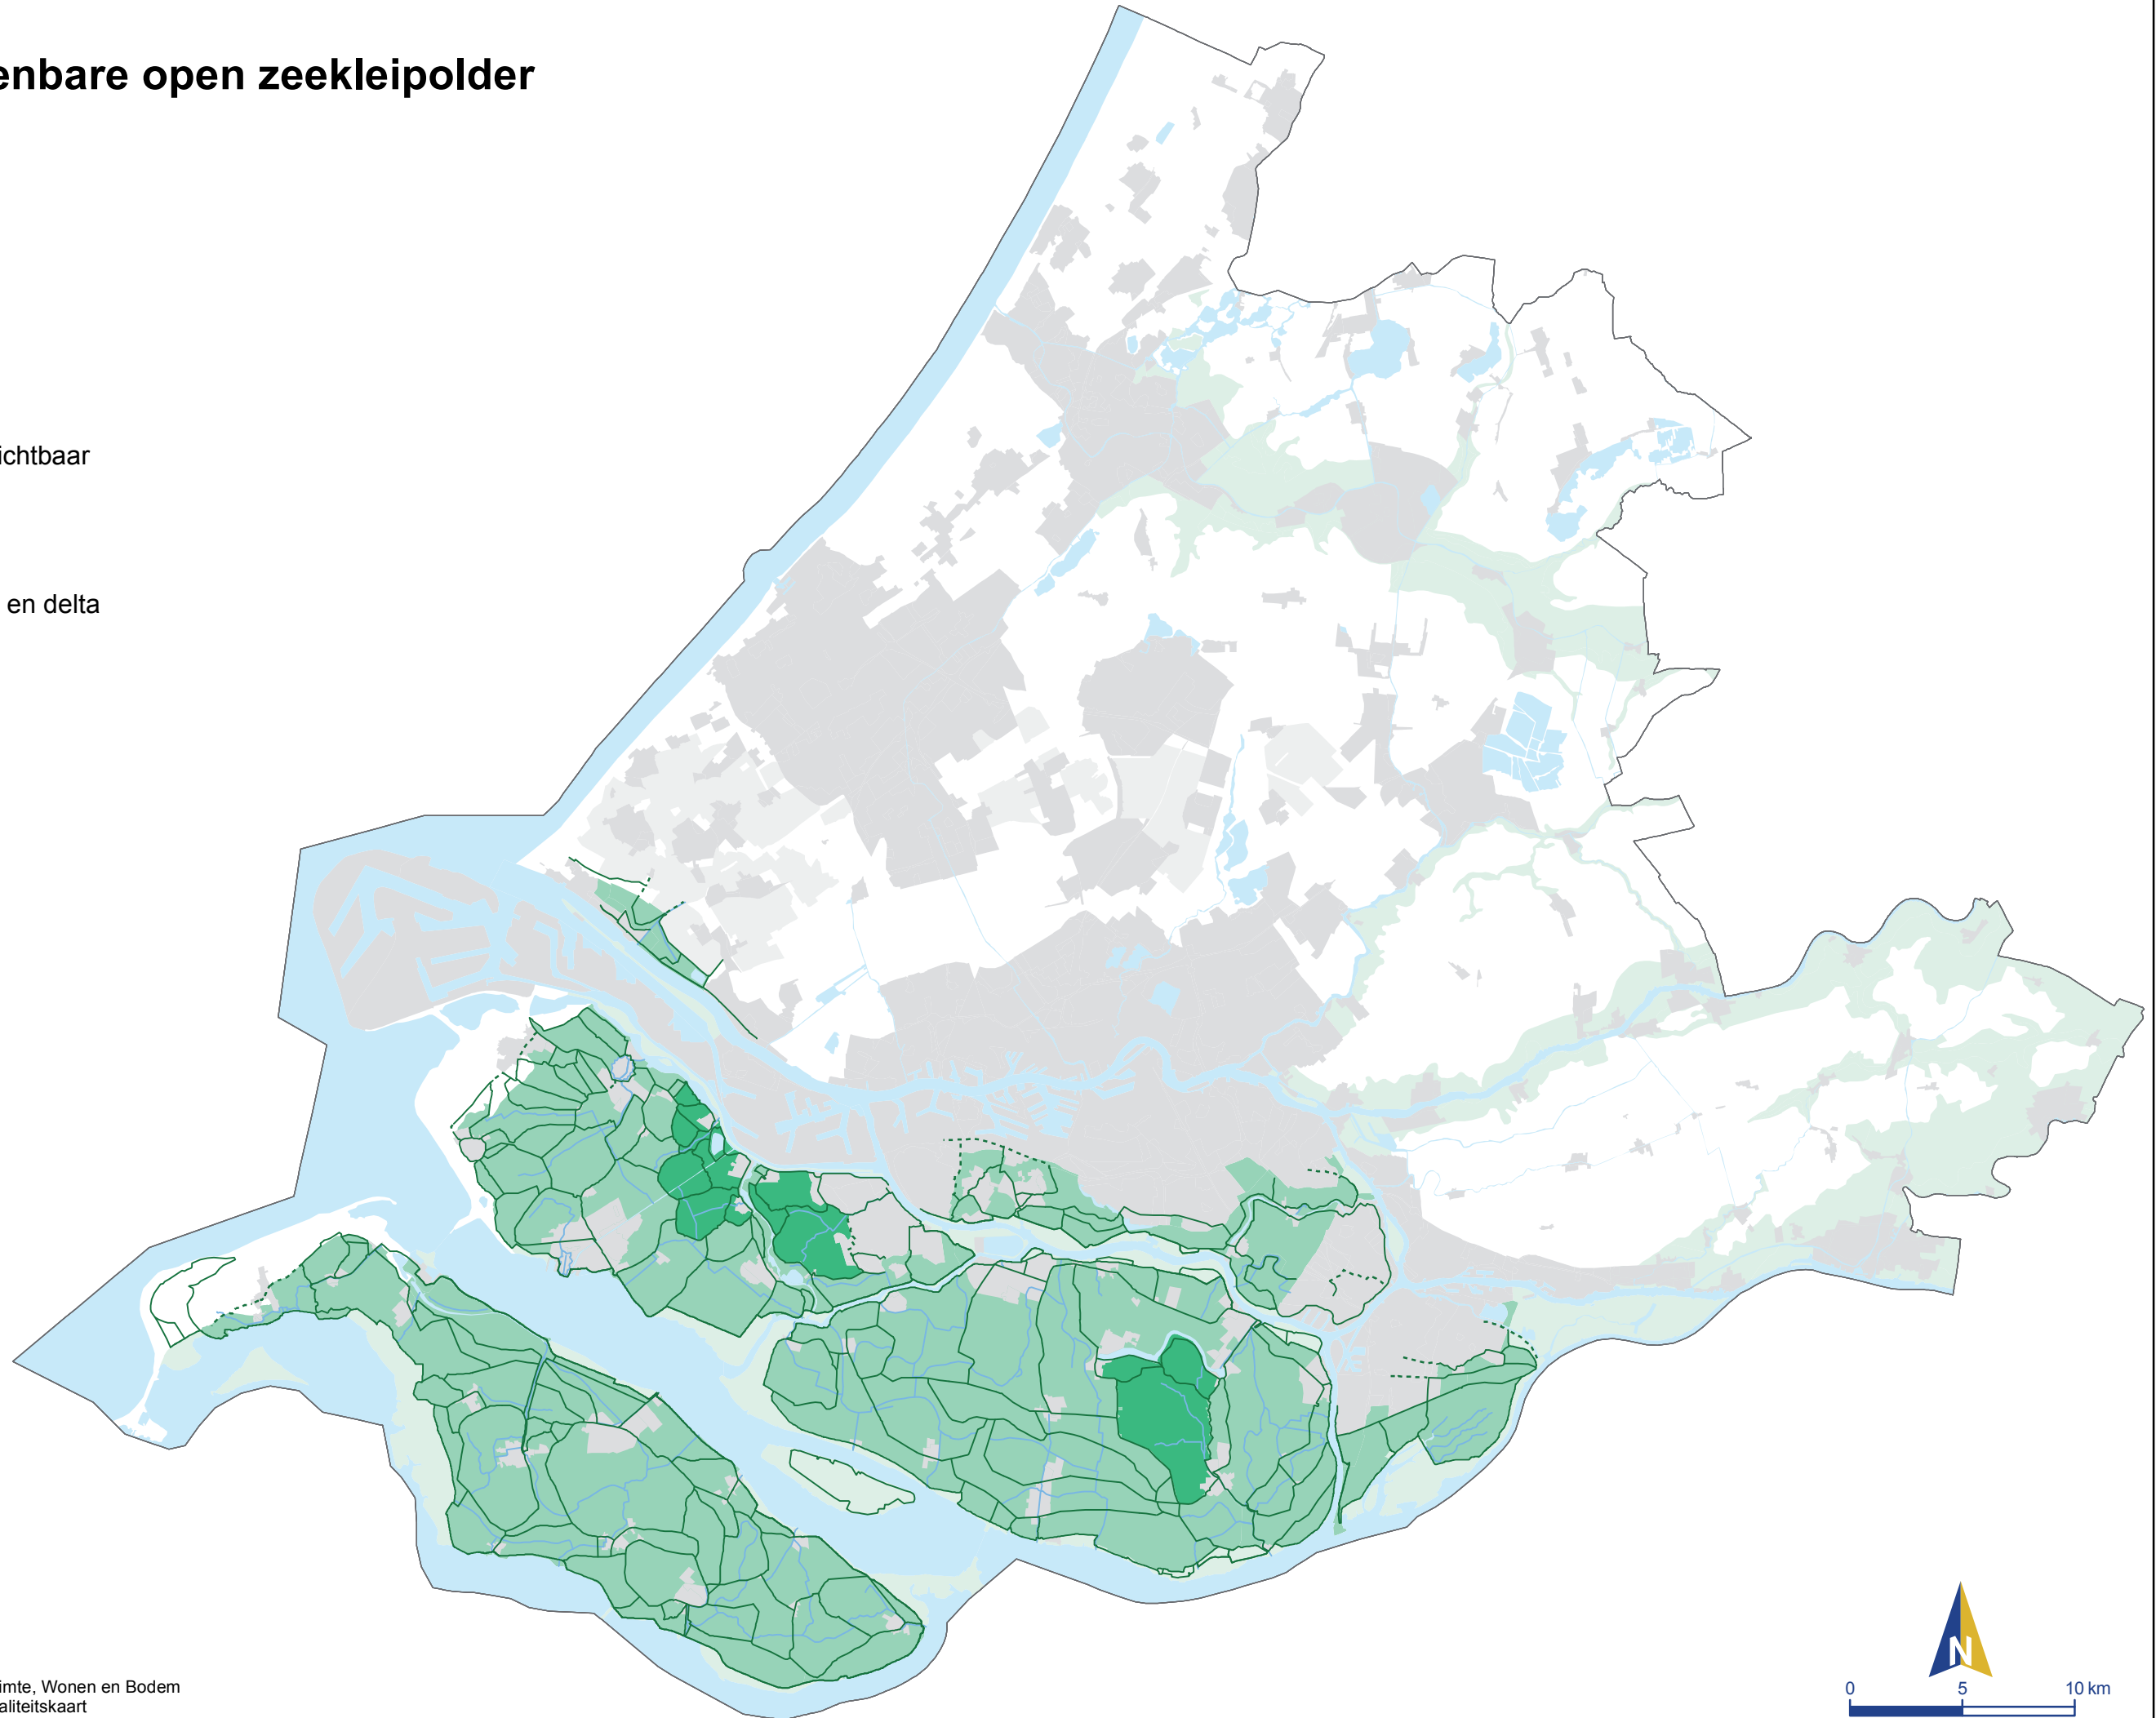 enbare open zeekleipolder
ichtbaar
en delta
imte, Wonen en Bodem
aliteitskaart
N
0 5 10 km